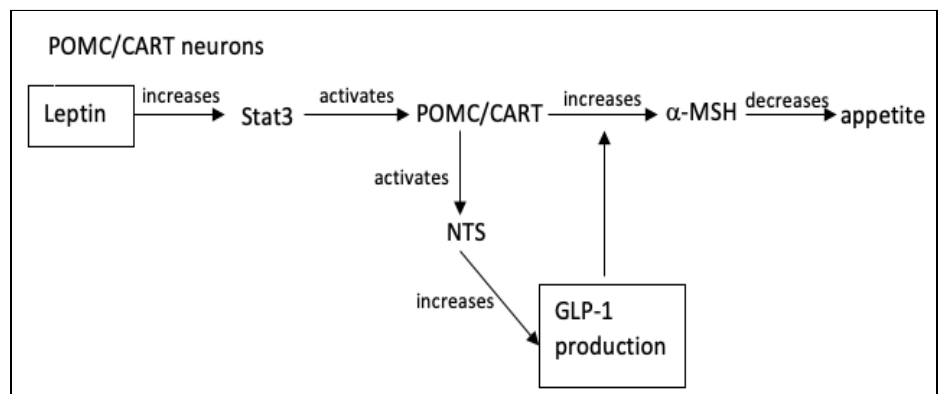 POMC/CART neurons
increases activates increases decreases
Leptin Stat3 POMC/CART α-MSH appetite
activates
NTS
increases
GLP-1
production